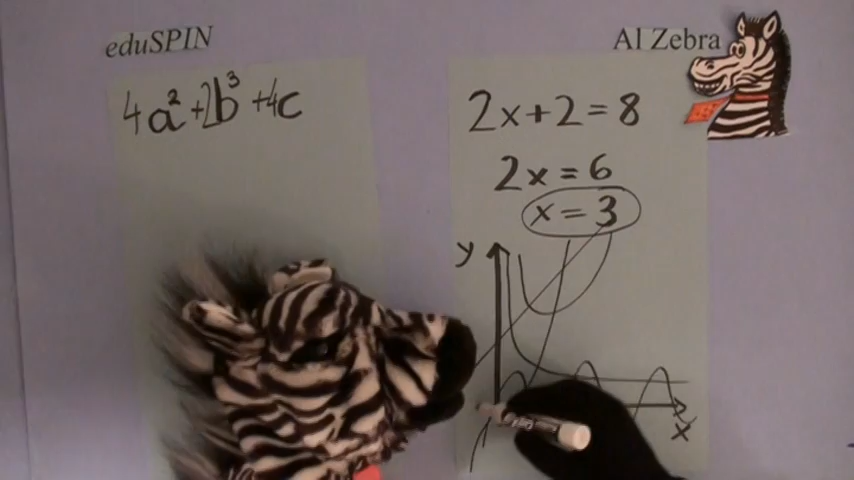 eduSPIN
Al Zebra
4a²+2b³+4c
2x+2=8
2x=6
x=3
y
x